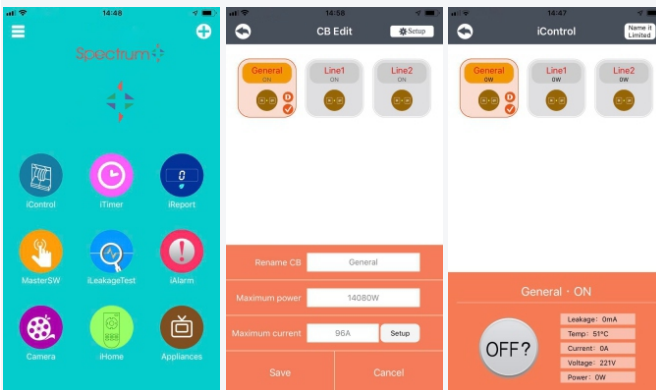 14:48
Spectrum
iControl
iTimer
0
iReport
MasterSW
iLeakageTest
iAlarm
Camera
iHome
Appliances
14:58
CB Edit
Setup
General
ON
Line1
ON
Line2
ON
D
Rename CB
General
Maximum power
14080W
Maximum current
96A
Setup
Save
Cancel
14:47
iControl
Name it
Limited
General
0W
Line1
0W
Line2
0W
D
General · ON
OFF?
Leakage: 0mA
Temp: 51°C
Current: 0A
Voltage: 221V
Power: 0W